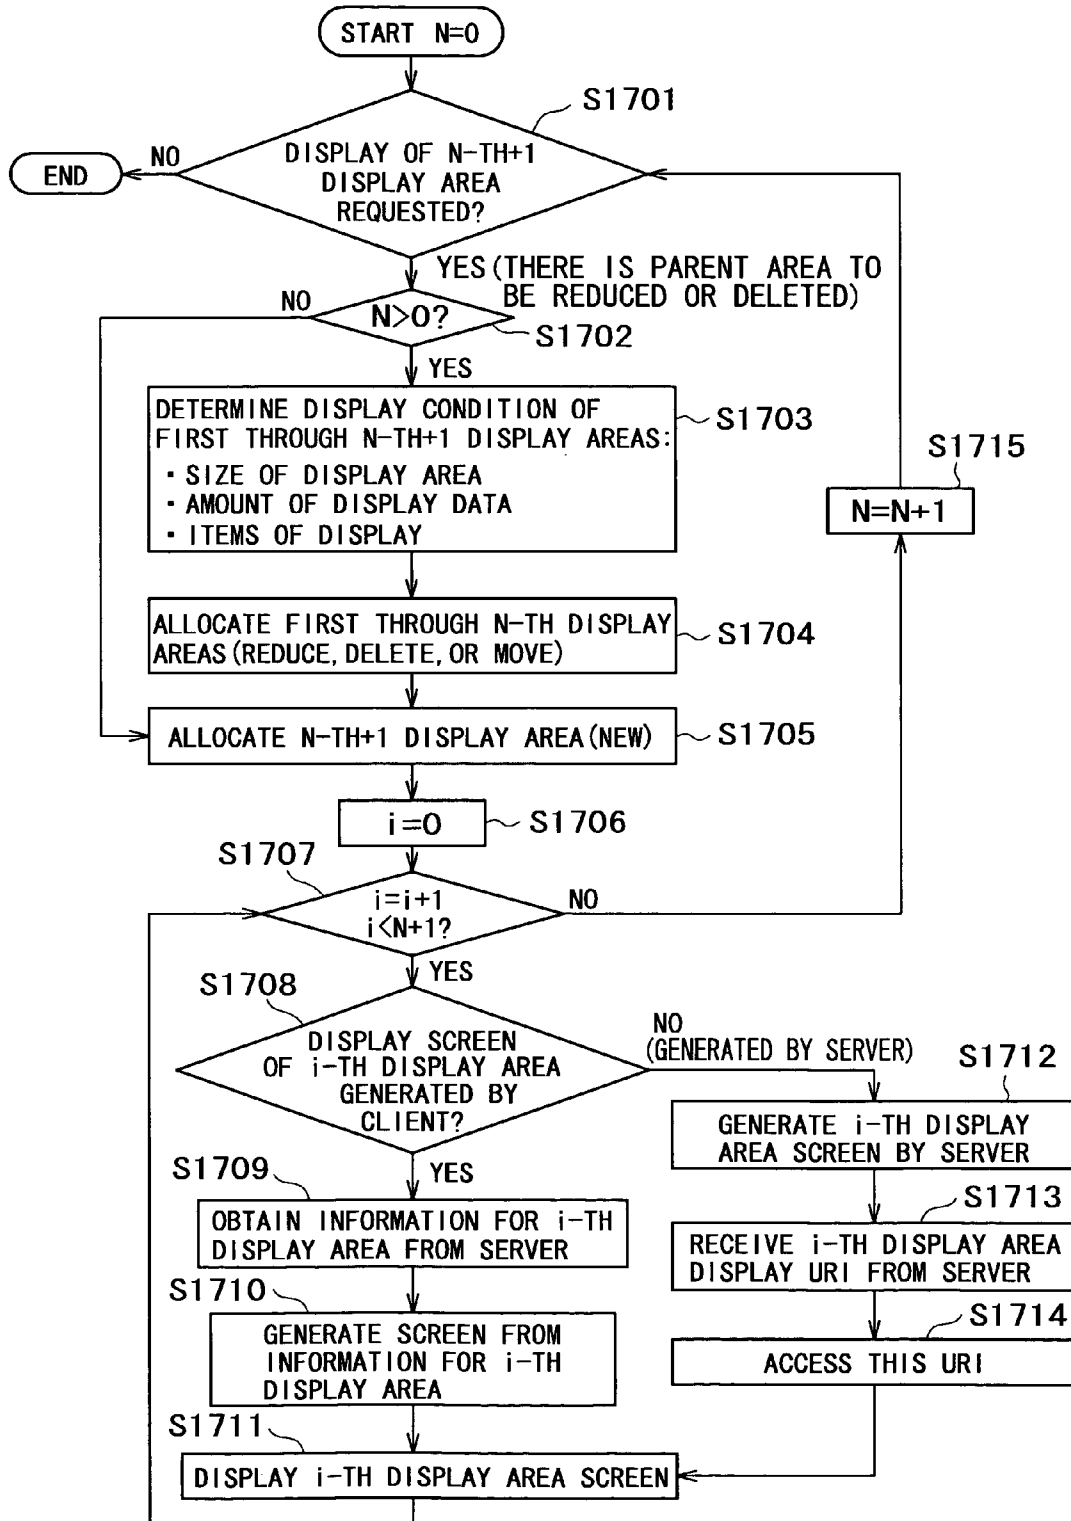 START N=0
S1701
DISPLAY OF N-TH+1
DISPLAY AREA
REQUESTED?
NO
END
YES(THERE IS PARENT AREA TO
BE REDUCED OR DELETED)
NO
N>0?
S1702
YES
DETERMINE DISPLAY CONDITION OF
FIRST THROUGH N-TH+1 DISPLAY AREAS:
・SIZE OF DISPLAY AREA
・AMOUNT OF DISPLAY DATA
・ITEMS OF DISPLAY
S1703
S1715
N=N+1
ALLOCATE FIRST THROUGH N-TH DISPLAY
AREAS(REDUCE, DELETE, OR MOVE)
S1704
ALLOCATE N-TH+1 DISPLAY AREA(NEW)
S1705
i=0
S1706
S1707
i=i+1
i<N+1?
NO
YES
S1708
DISPLAY SCREEN
OF i-TH DISPLAY AREA
GENERATED BY
CLIENT?
NO
(GENERATED BY SERVER)
S1712
GENERATE i-TH DISPLAY
AREA SCREEN BY SERVER
YES
S1709
OBTAIN INFORMATION FOR i-TH
DISPLAY AREA FROM SERVER
S1713
RECEIVE i-TH DISPLAY AREA
DISPLAY URI FROM SERVER
S1710
GENERATE SCREEN FROM
INFORMATION FOR i-TH
DISPLAY AREA
S1714
ACCESS THIS URI
S1711
DISPLAY i-TH DISPLAY AREA SCREEN